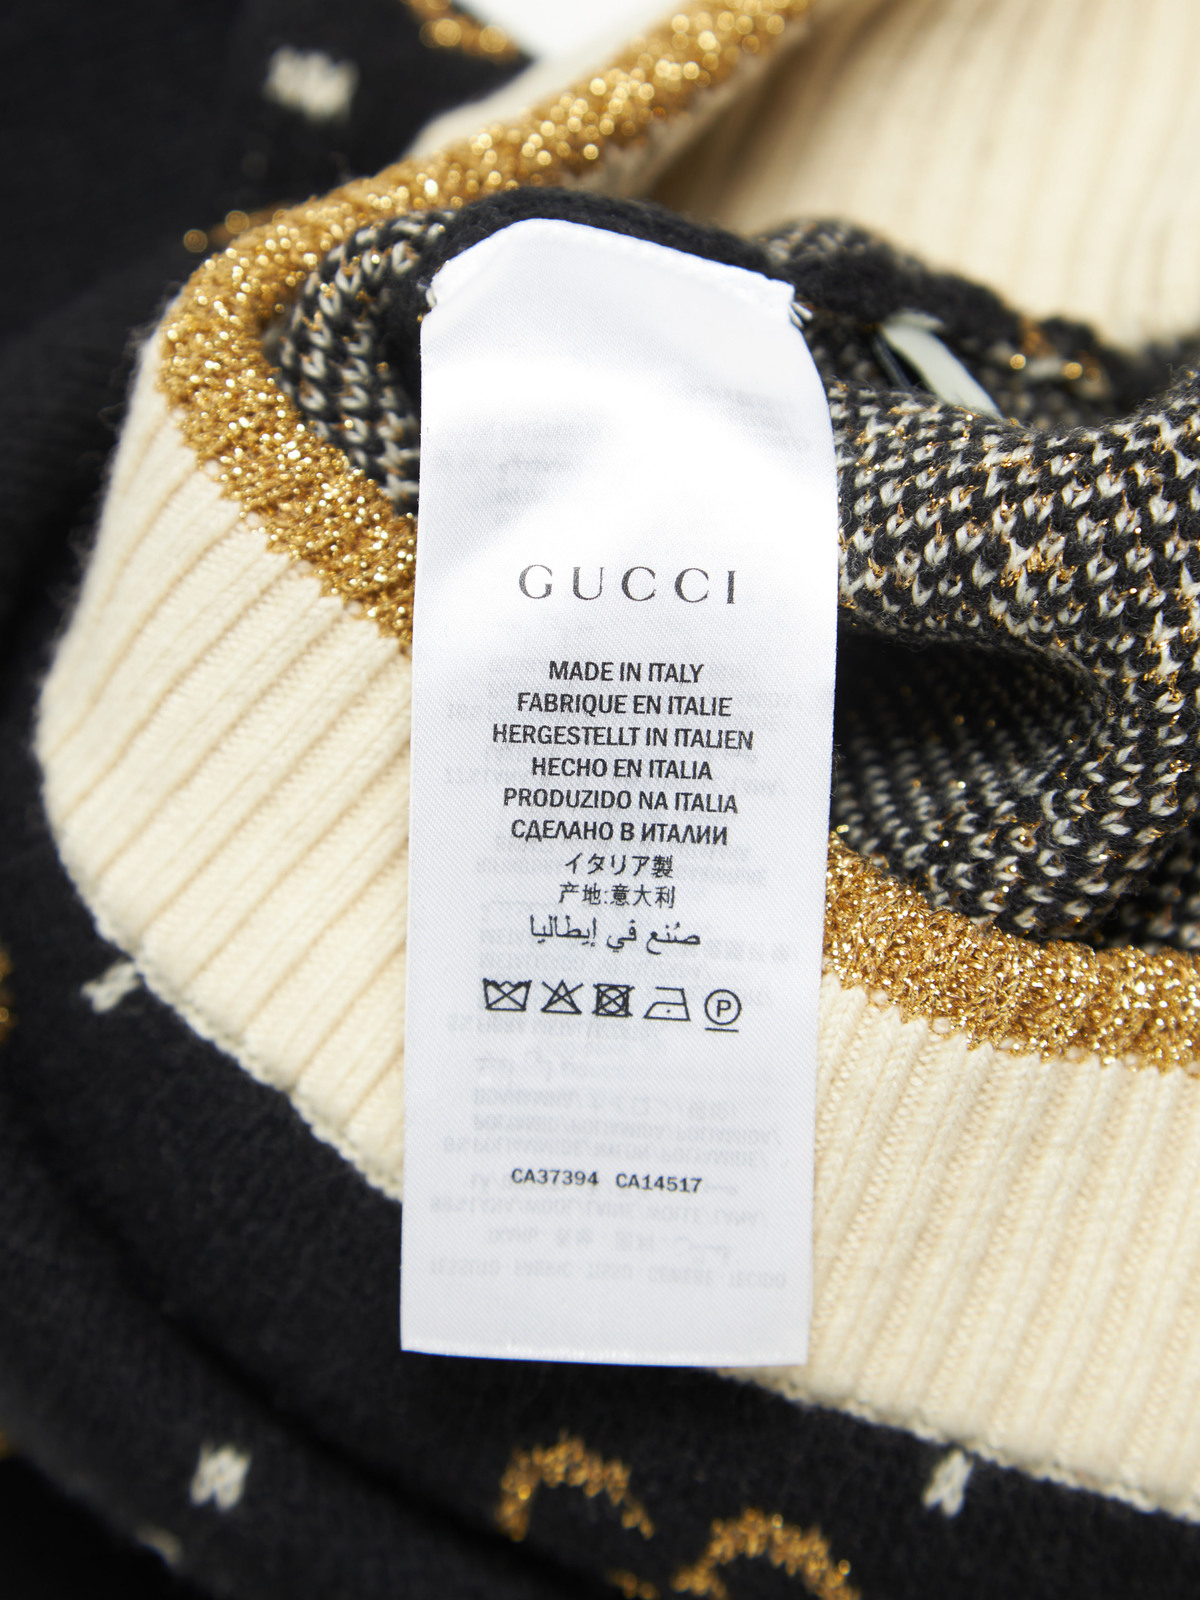 GUCCI
MADE IN ITALY
FABRIQUE EN ITALIE
HERGESTELLT IN ITALIEN
HECHO EN ITALIA
PRODUZIDO NA ITALIA
СДЕЛАНО В ИТАЛИИ
イタリア製
产地:意大利
صُنع في إيطاليا
P
CA37394 CA14517